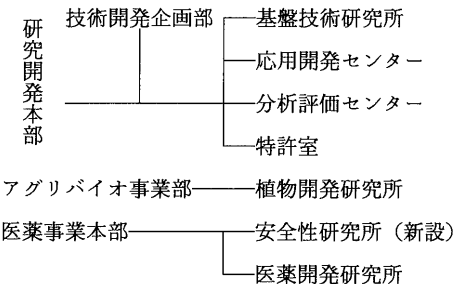 研究開発本部
技術開発企画部
基盤技術研究所
応用開発センター
分析評価センター
特許室
アグリバイオ事業部
植物開発研究所
医薬事業本部
安全性研究所（新設）
医薬開発研究所